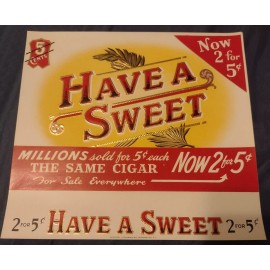 5
CENTS
Now
2 for
5¢
HAVE A
SWEET
MILLIONS sold for 5¢ each
THE SAME CIGAR
For Sale Everywhere
NOW 2 for 5¢
2 FOR 5¢ HAVE A SWEET 2 FOR 5¢